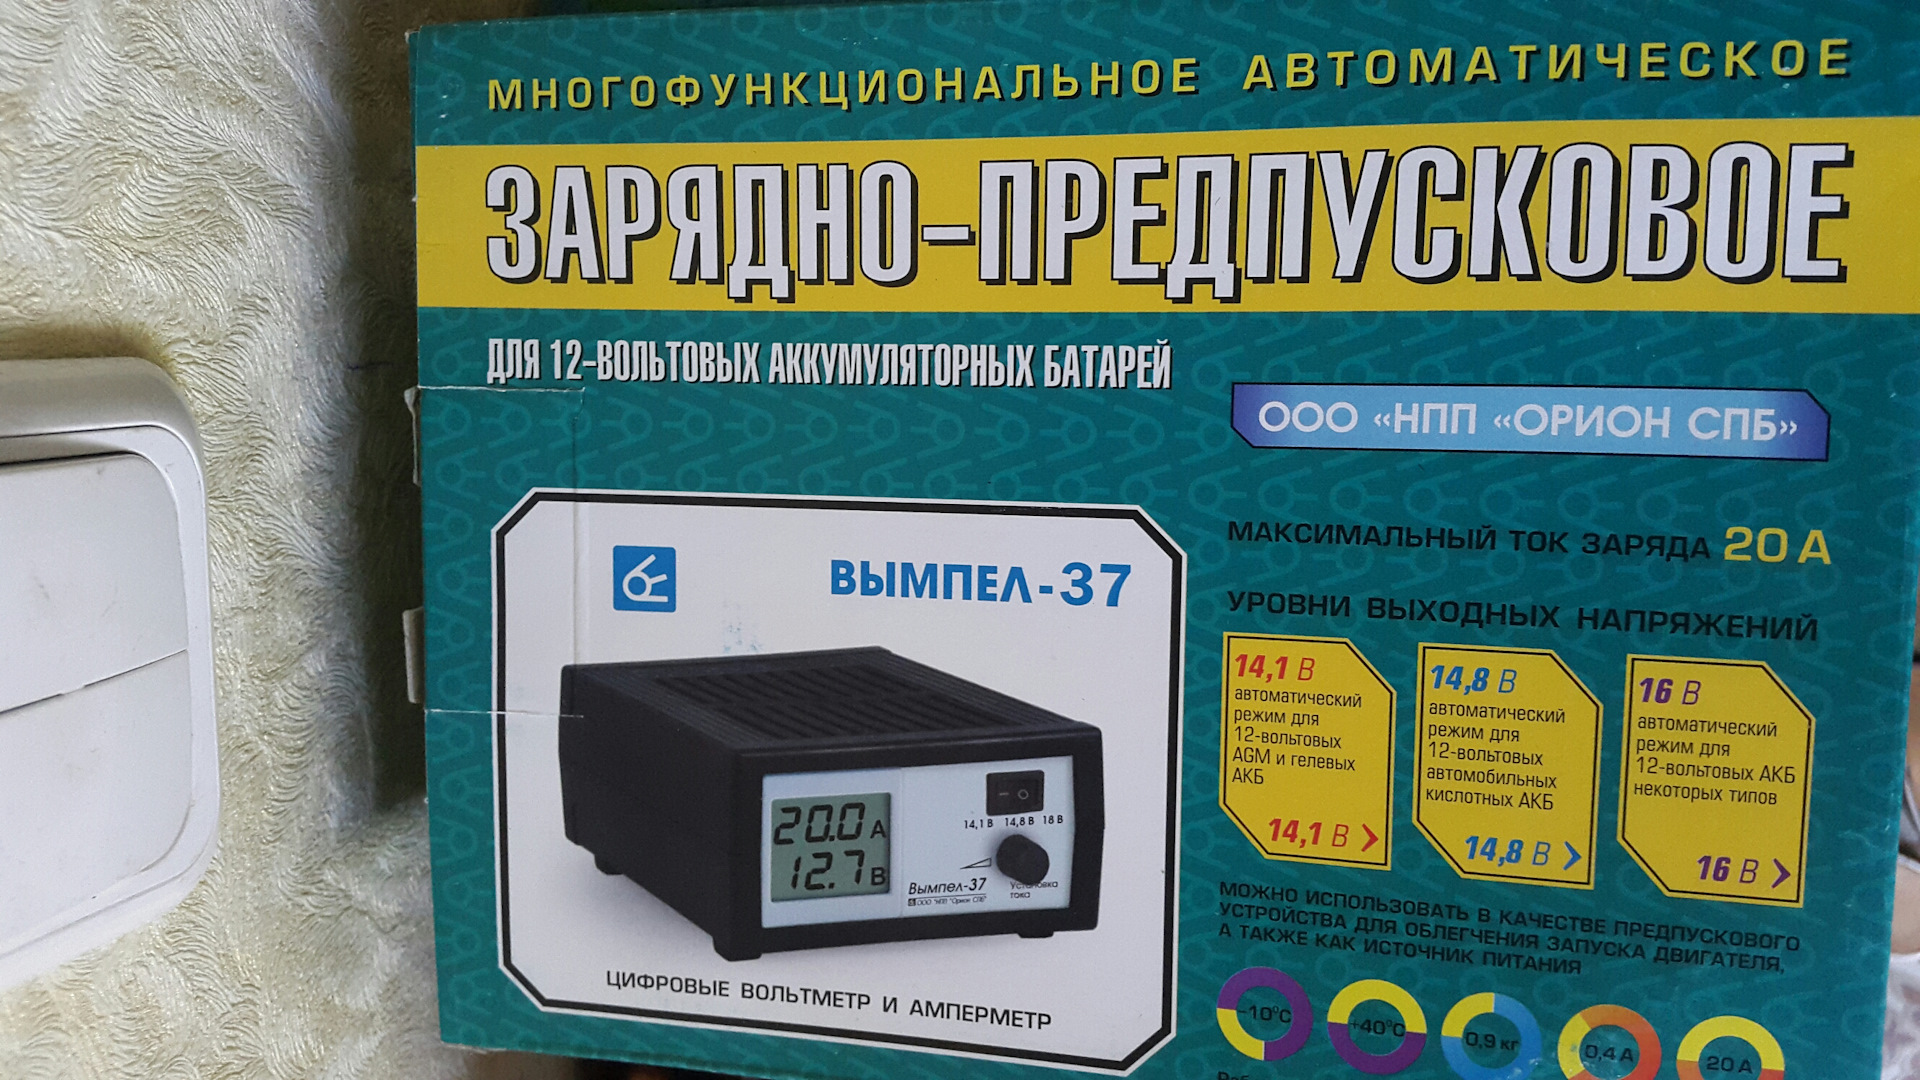 МНОГОФУНКЦИОНАЛЬНОЕ АВТОМАТИЧЕСКОЕ
ЗАРЯДНО-ПРЕДПУСКОВОЕ
ДЛЯ 12-ВОЛЬТОВЫХ АККУМУЛЯТОРНЫХ БАТАРЕЙ
ООО «НПП «ОРИОН СПБ»
ВЫМПЕЛ-37
20.0 А
12.7 В
14,1 В 14,8 В 18 В
Вымпел-37
ООО "НПП "Орион СПБ"
Установка
тока
ЦИФРОВЫЕ ВОЛЬТМЕТР И АМПЕРМЕТР
МАКСИМАЛЬНЫЙ ТОК ЗАРЯДА 20 А
УРОВНИ ВЫХОДНЫХ НАПРЯЖЕНИЙ
14,1 В
автоматический
режим для
12-вольтовых
AGM и гелевых
АКБ
14,1 В
14,8 В
автоматический
режим для
12-вольтовых
автомобильных
кислотных АКБ
14,8 В
16 В
автоматический
режим для
12-вольтовых АКБ
некоторых типов
16 В
МОЖНО ИСПОЛЬЗОВАТЬ В КАЧЕСТВЕ ПРЕДПУСКОВОГО
УСТРОЙСТВА ДЛЯ ОБЛЕГЧЕНИЯ ЗАПУСКА ДВИГАТЕЛЯ,
А ТАКЖЕ КАК ИСТОЧНИК ПИТАНИЯ
-10°С
+40°С
0,9 кг
0,4 А
20 А